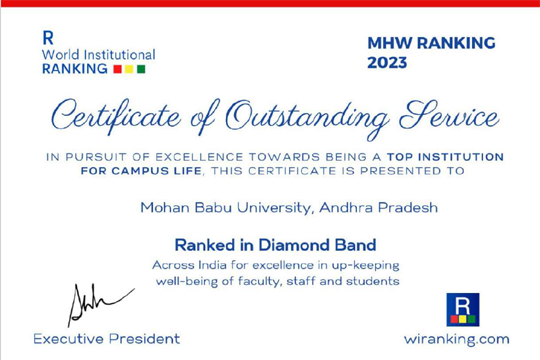 R
World Institutional
RANKING
MHW RANKING
2023
Certificate of Outstanding Service
IN PURSUIT OF EXCELLENCE TOWARDS BEING A TOP INSTITUTION
FOR CAMPUS LIFE, THIS CERTIFICATE IS PRESENTED TO
Mohan Babu University, Andhra Pradesh
Ranked in Diamond Band
Across India for excellence in up-keeping
well-being of faculty, staff and students
Executive President
R
wiranking.com